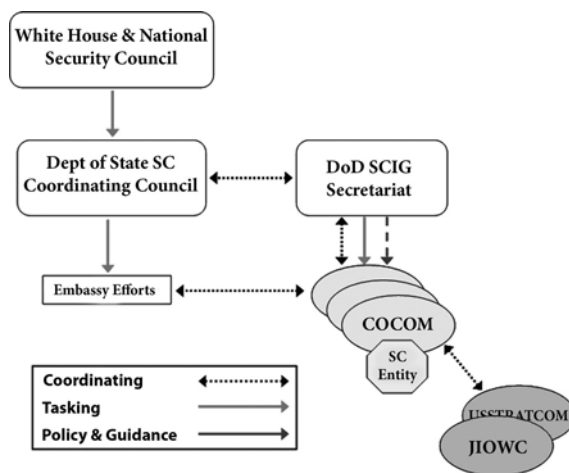 White House & National
Security Council
Dept of State SC
Coordinating Council
DoD SCIG
Secretariat
Embassy Efforts
COCOM
SC
Entity
USSTRATCOM
JIOWC
Coordinating
Tasking
Policy & Guidance